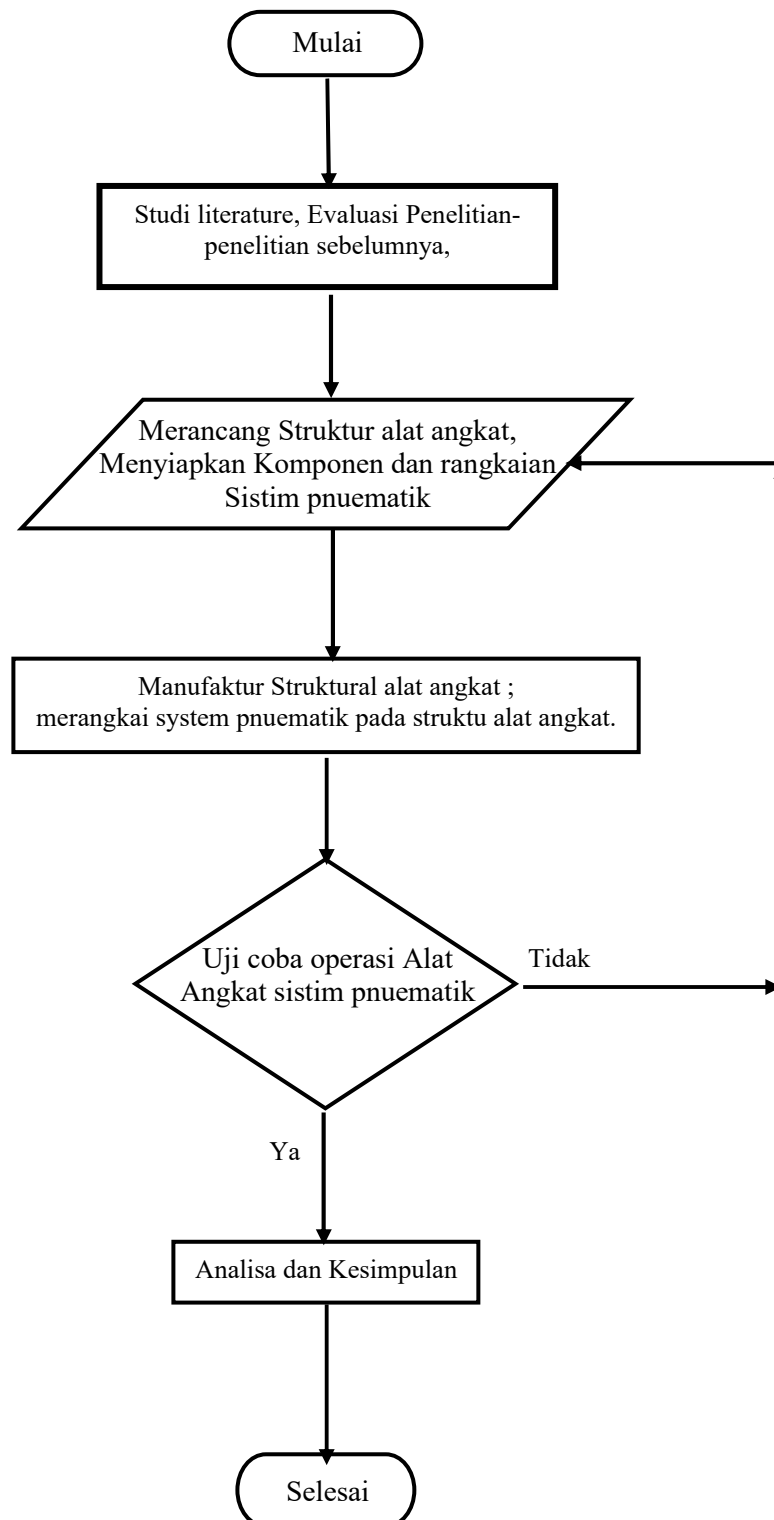 Mulai
Studi literature, Evaluasi Penelitian-
penelitian sebelumnya,
Merancang Struktur alat angkat,
Menyiapkan Komponen dan rangkaian
Sistim pnuematik
Manufaktur Struktural alat angkat ;
merangkai system pnuematik pada struktu alat angkat.
Uji coba operasi Alat
Angkat sistim pnuematik
Tidak
Ya
Analisa dan Kesimpulan
Selesai